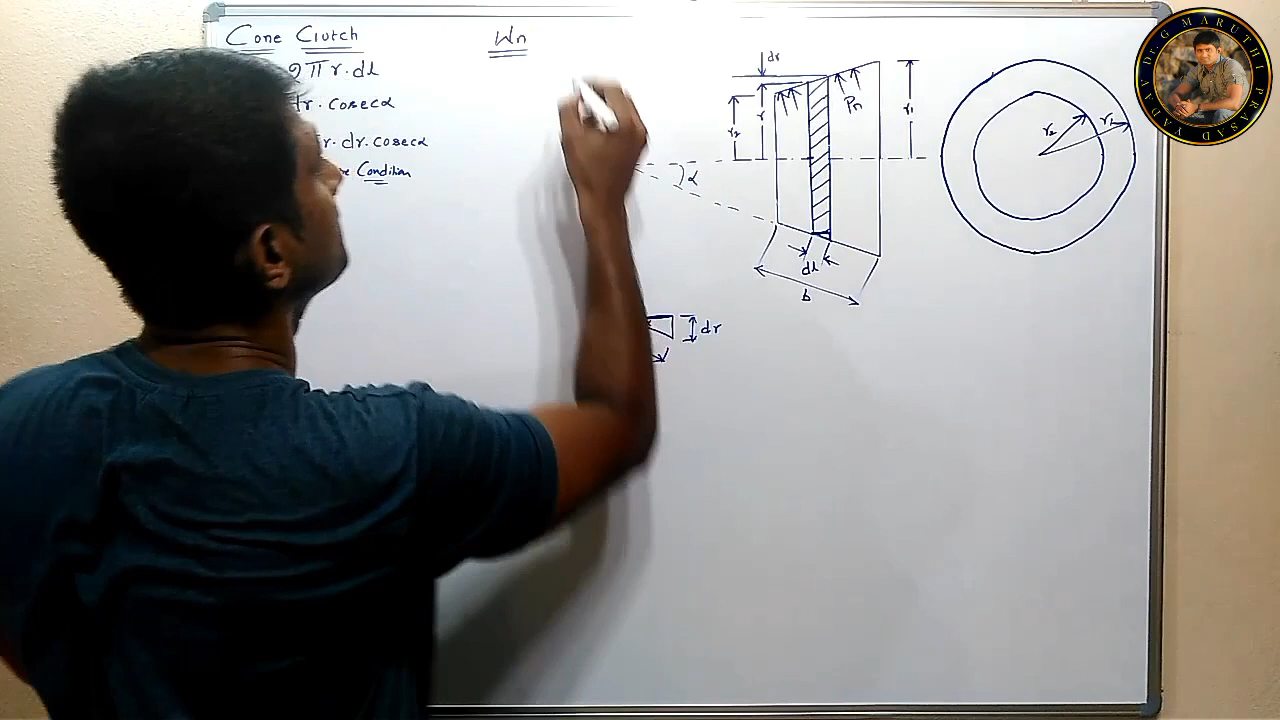 Cone Clutch
2πr.dl
dr.cosecα
r.dr.cosecα
Condition
Wn
dr
r2
r
Pn
r1
α
dl
b
dr
r2
r1
Dr. G MARUTHI PRASAD YADAV